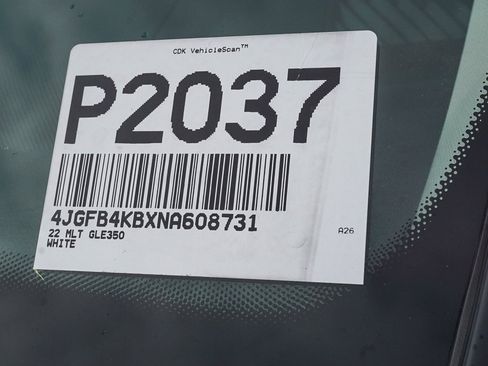 CDK VehicleScan™
P2037
4JGFB4KBXNA608731
22 MLT GLE350
WHITE
A26